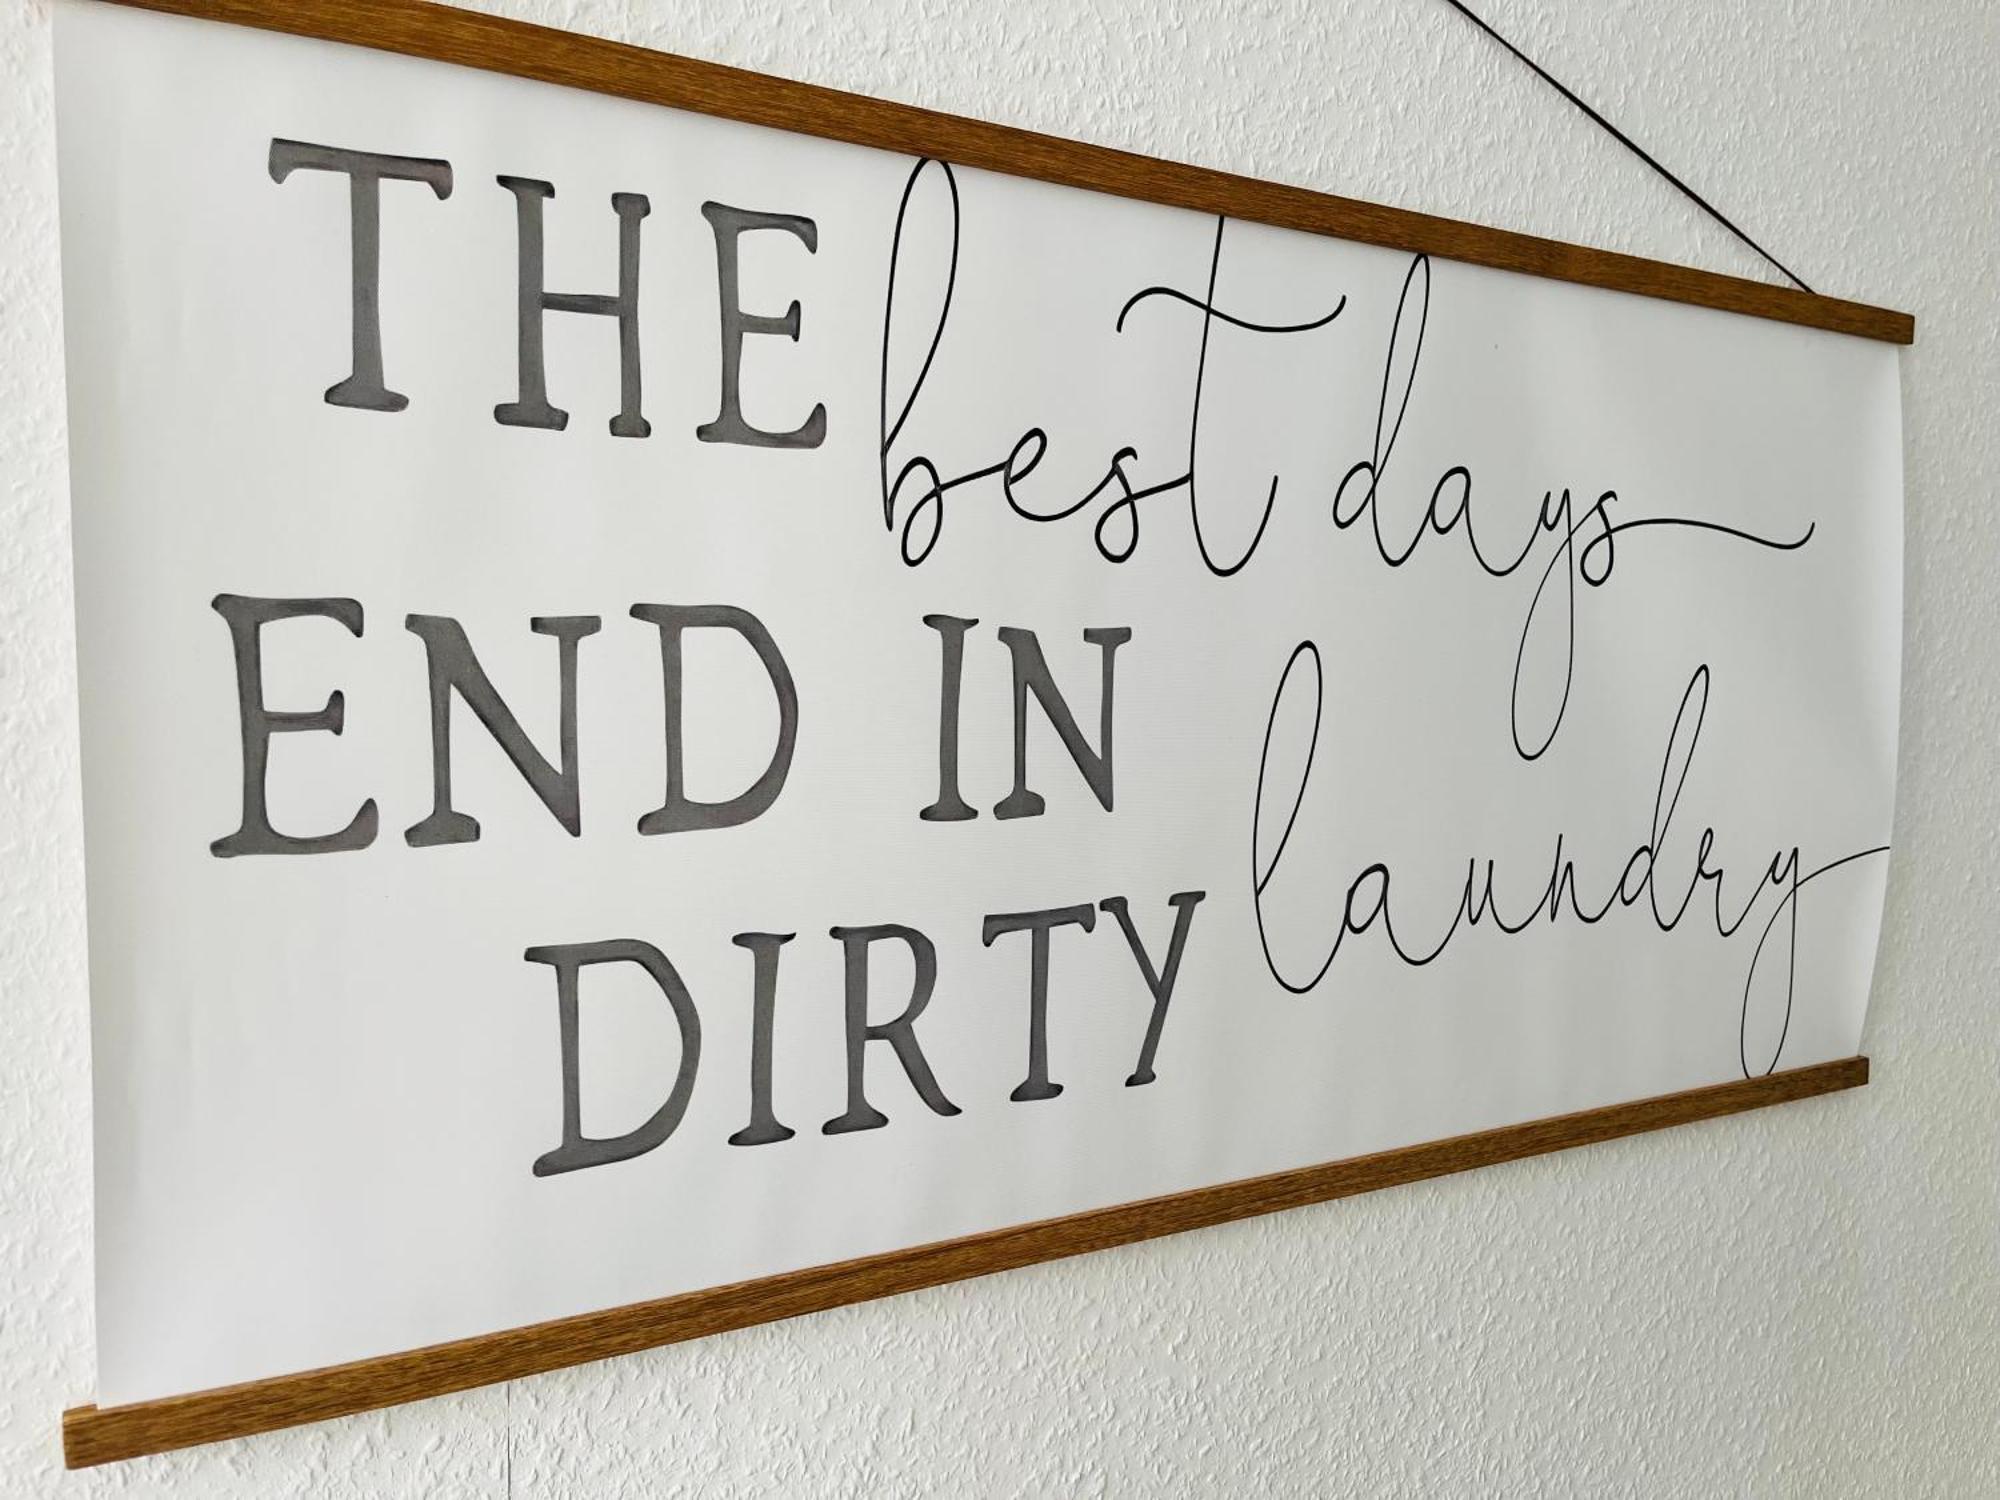 THE best days
END IN
DIRTY laundry